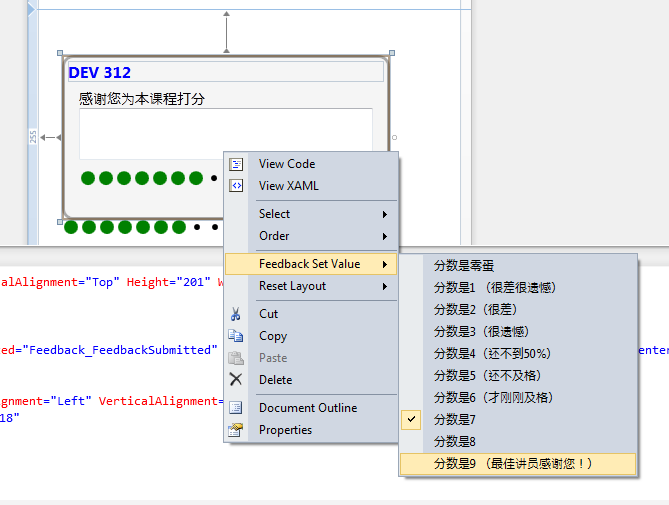 DEV 312
感谢您为本课程打分
255
View Code
View XAML
Select
Order
Feedback Set Value
Reset Layout
Cut
Copy
Paste
Delete
Document Outline
Properties
分数是零蛋
分数是1 （很差很遗憾）
分数是2（很差）
分数是3（很遗憾）
分数是4（还不到50%）
分数是5（还不及格）
分数是6（才刚刚及格）
分数是7
分数是8
分数是9 （最佳讲员感谢您！）
alAlignment="Top" Height="201" W
ed="Feedback_FeedbackSubmitted"
enter
gnment="Left" VerticalAlignment=
18"